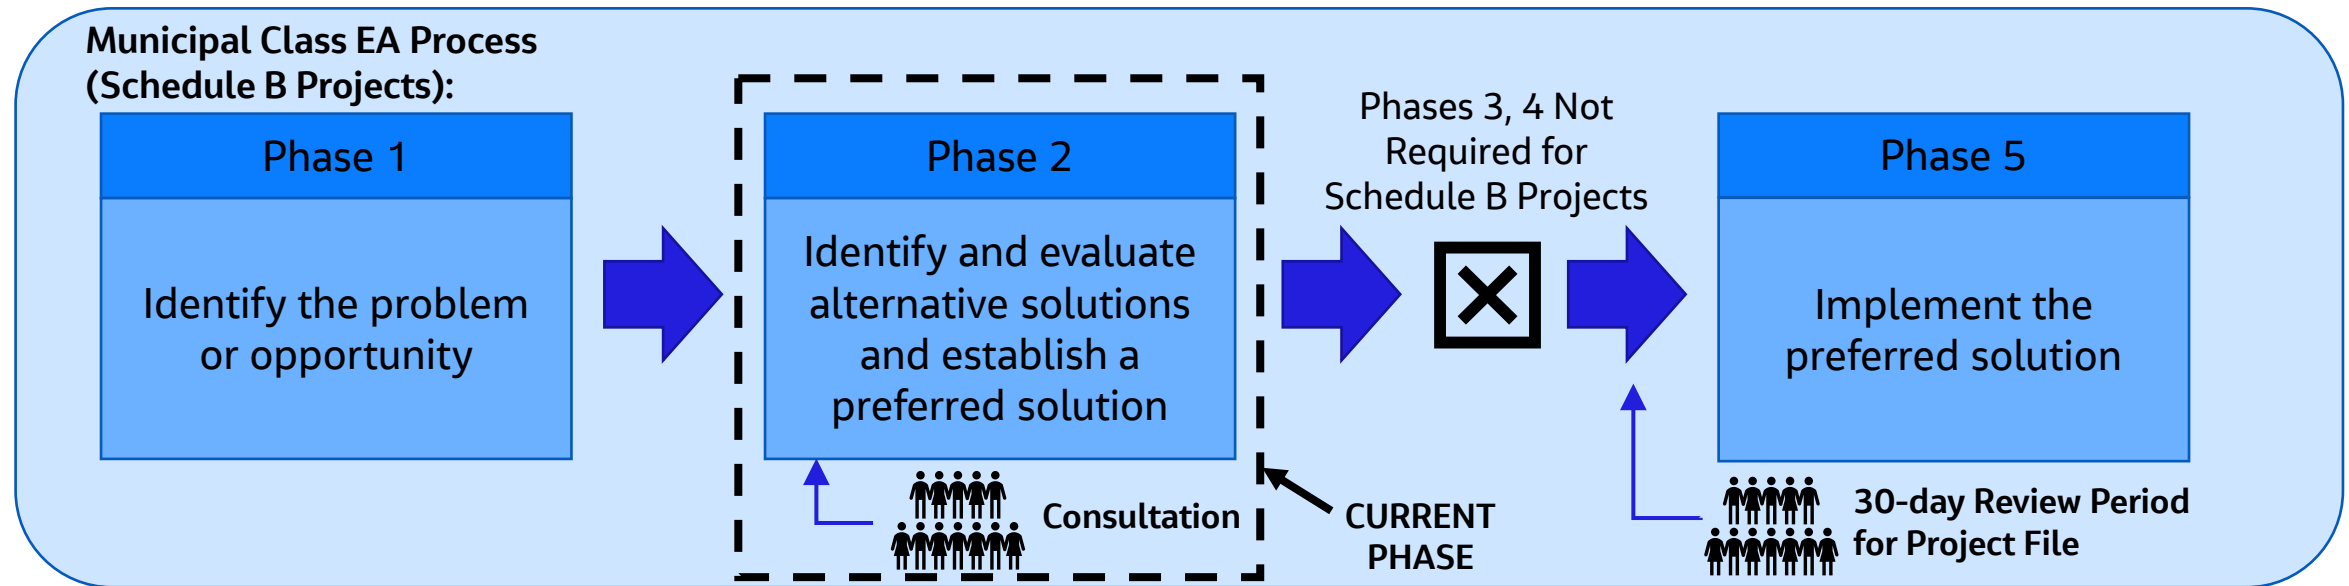 Municipal Class EA Process
(Schedule B Projects):
Phase 1
Identify the problem
or opportunity
Phase 2
Identify and evaluate
alternative solutions
and establish a
preferred solution
Consultation
CURRENT
PHASE
Phases 3, 4 Not
Required for
Schedule B Projects
Phase 5
Implement the
preferred solution
30-day Review Period
for Project File